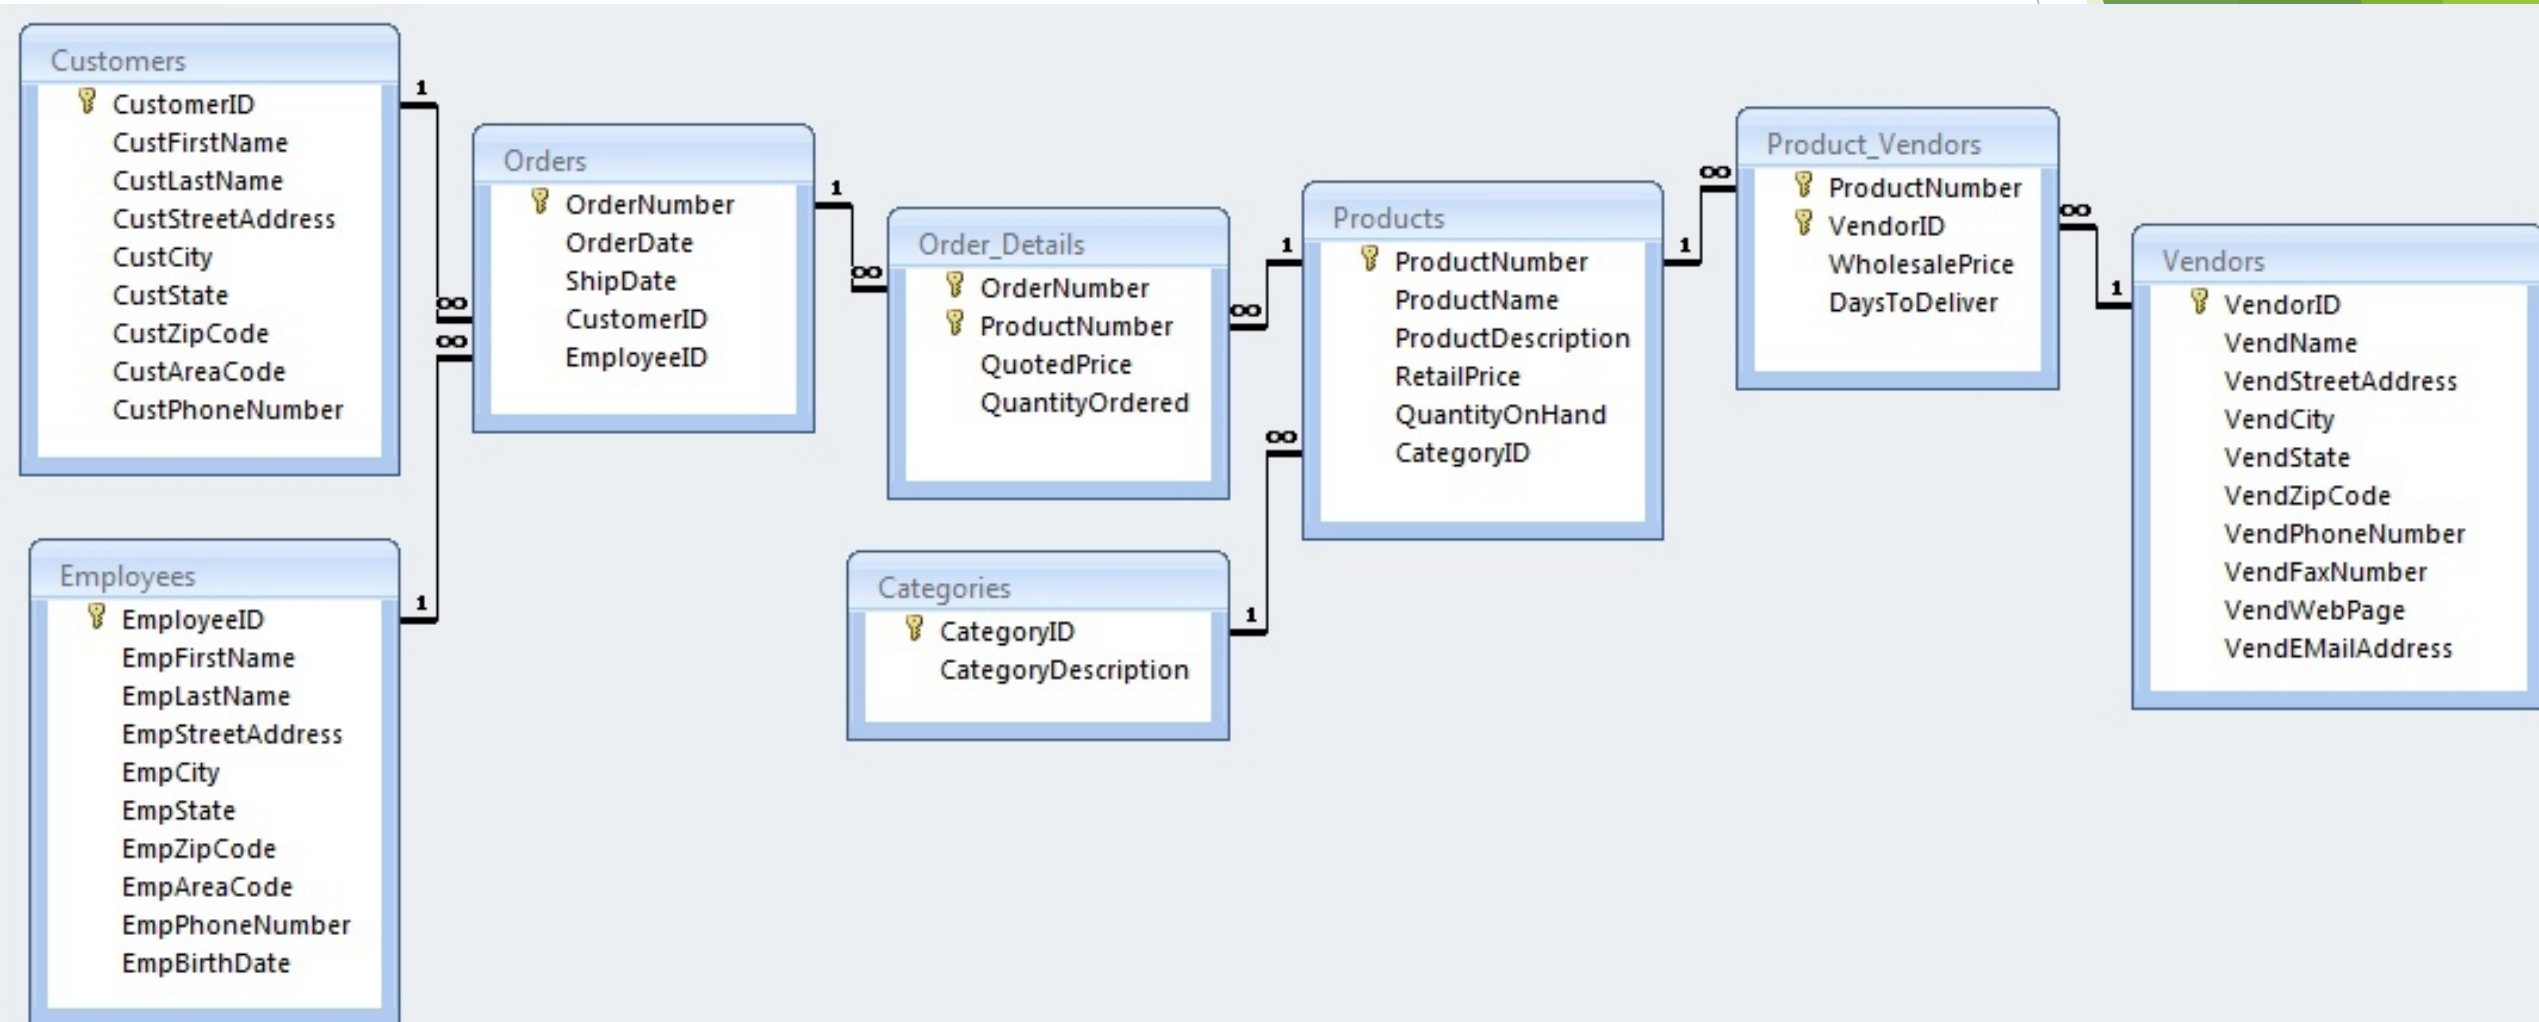 Customers
CustomerID
CustFirstName
CustLastName
CustStreetAddress
CustCity
CustState
CustZipCode
CustAreaCode
CustPhoneNumber
1
∞
Employees
EmployeeID
EmpFirstName
EmpLastName
EmpStreetAddress
EmpCity
EmpState
EmpZipCode
EmpAreaCode
EmpPhoneNumber
EmpBirthDate
1
∞
Orders
OrderNumber
OrderDate
ShipDate
CustomerID
EmployeeID
1
∞
Order_Details
OrderNumber
ProductNumber
QuotedPrice
QuantityOrdered
∞
1
Categories
CategoryID
CategoryDescription
1
∞
Products
ProductNumber
ProductName
ProductDescription
RetailPrice
QuantityOnHand
CategoryID
1
∞
Product_Vendors
ProductNumber
VendorID
WholesalePrice
DaysToDeliver
∞
1
Vendors
VendorID
VendName
VendStreetAddress
VendCity
VendState
VendZipCode
VendPhoneNumber
VendFaxNumber
VendWebPage
VendEMailAddress